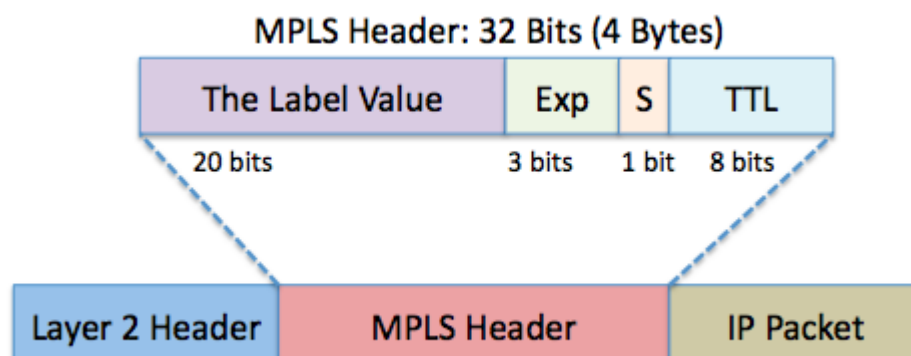 MPLS Header: 32 Bits (4 Bytes)
The Label Value Exp S TTL
20 bits 3 bits 1 bit 8 bits
Layer 2 Header MPLS Header IP Packet